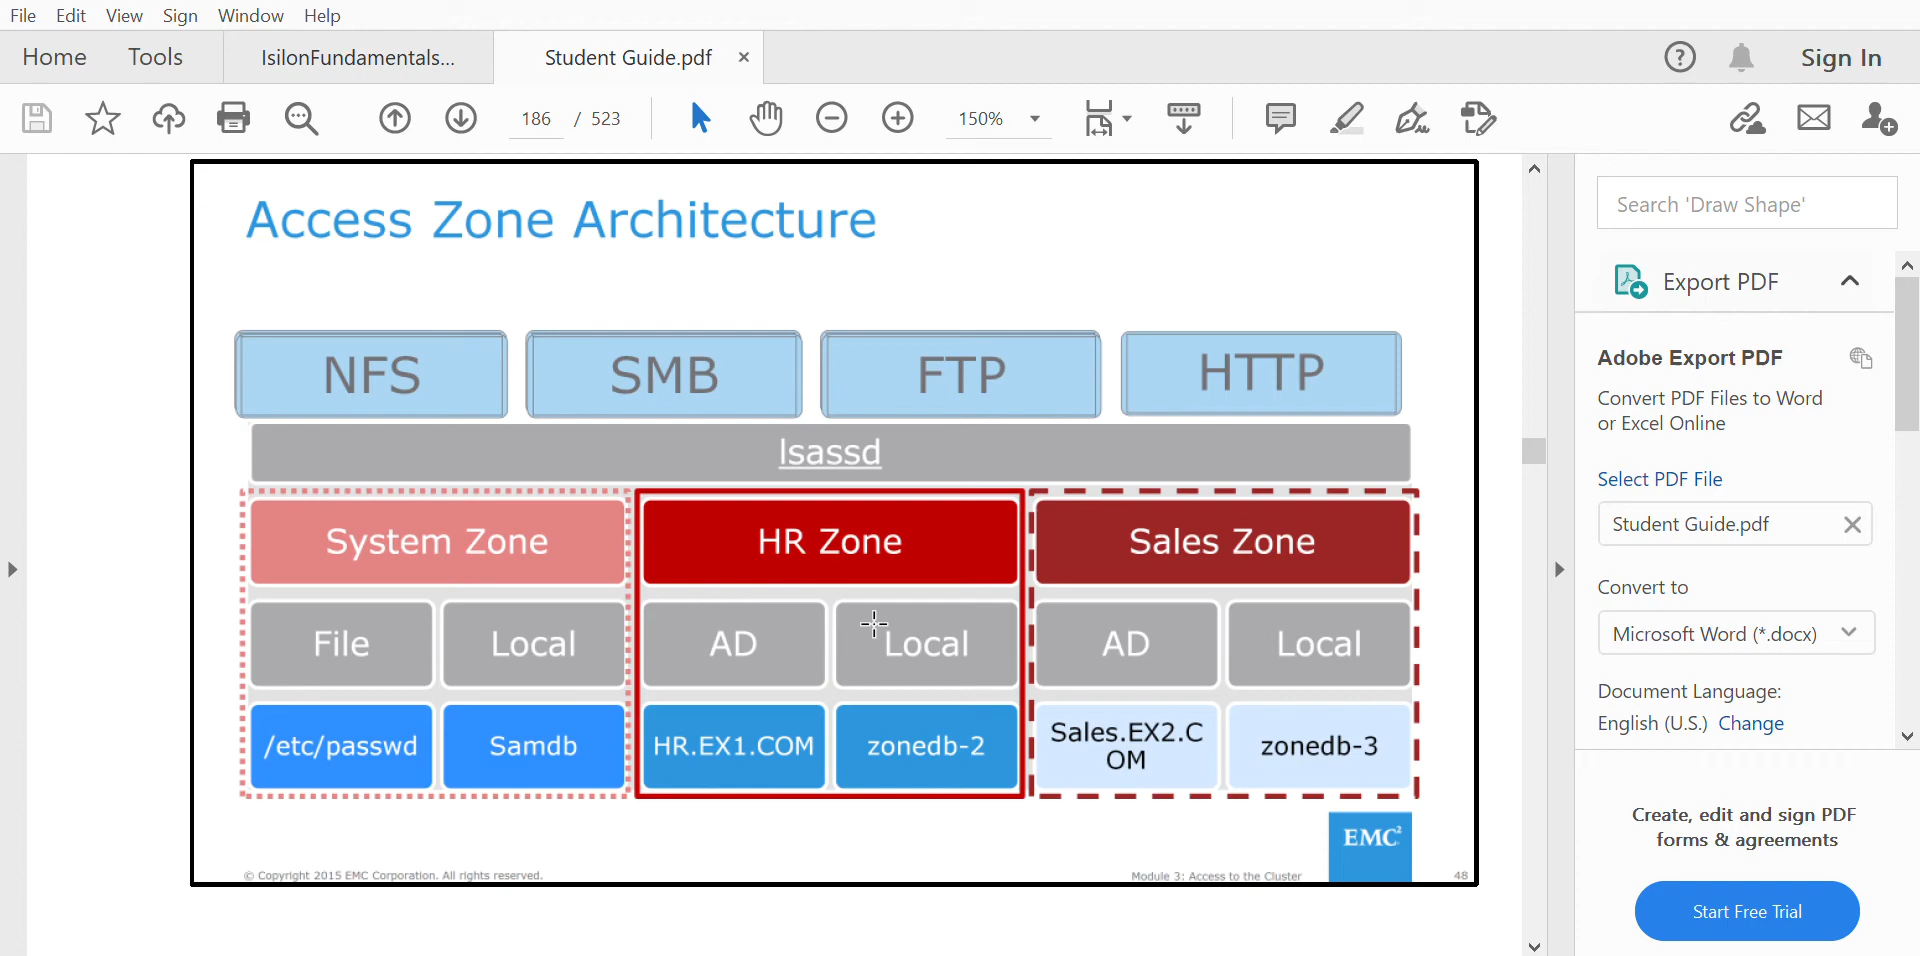 File Edit View Sign Window Help
Home Tools IsilonFundamentals... Student Guide.pdf × ? Sign In
186 / 523 150%
Access Zone Architecture
NFS SMB FTP HTTP
lsassd
System Zone HR Zone Sales Zone
File Local AD Local AD Local
/etc/passwd Samdb HR.EX1.COM zonedb-2 Sales.EX2.C
OM zonedb-3
EMC²
© Copyright 2015 EMC Corporation. All rights reserved. Module 3: Access to the Cluster 48
Search 'Draw Shape'
Export PDF
Adobe Export PDF
Convert PDF Files to Word
or Excel Online
Select PDF File
Student Guide.pdf
Convert to
Microsoft Word (*.docx)
Document Language:
English (U.S.) Change
Create, edit and sign PDF
forms & agreements
Start Free Trial